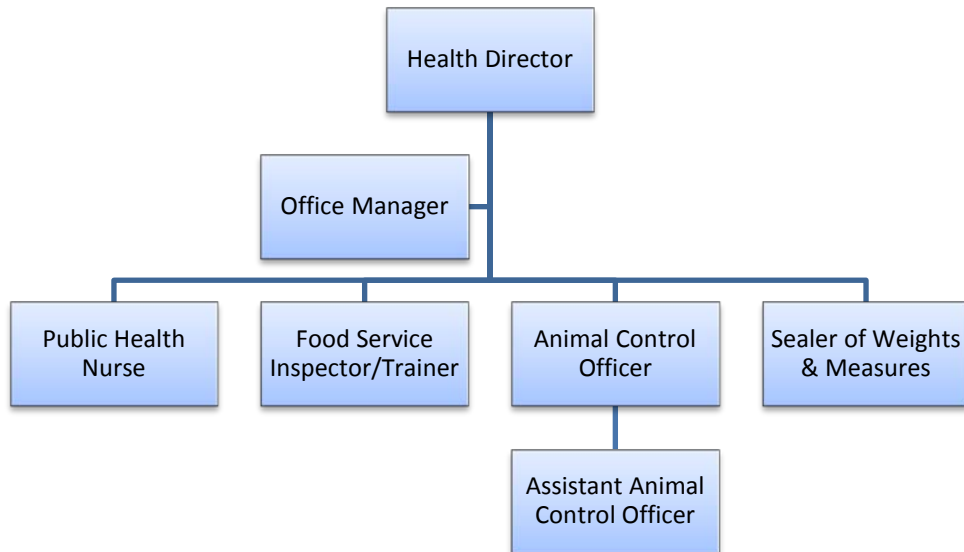 Health Director
Office Manager
Public Health
Nurse
Food Service
Inspector/Trainer
Animal Control
Officer
Sealer of Weights
& Measures
Assistant Animal
Control Officer